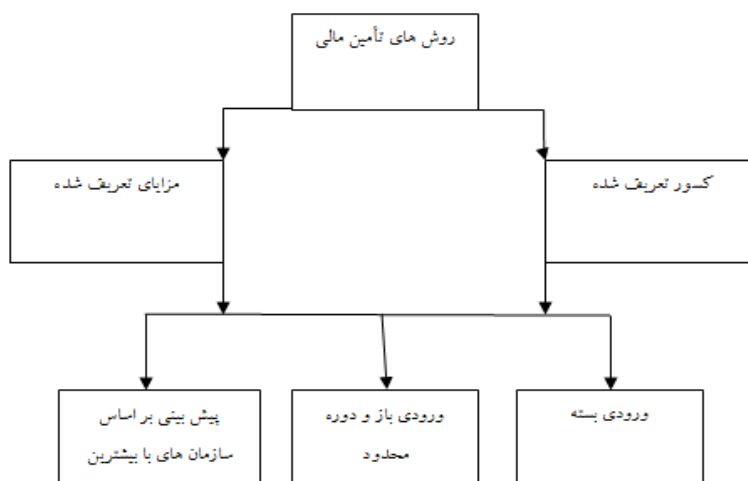 روش های تأمین مالی
کسور تعریف شده
مزایای تعریف شده
ورودی بسته
ورودی باز و دوره
محدود
پیش بینی بر اساس
سازمان های با بیشترین